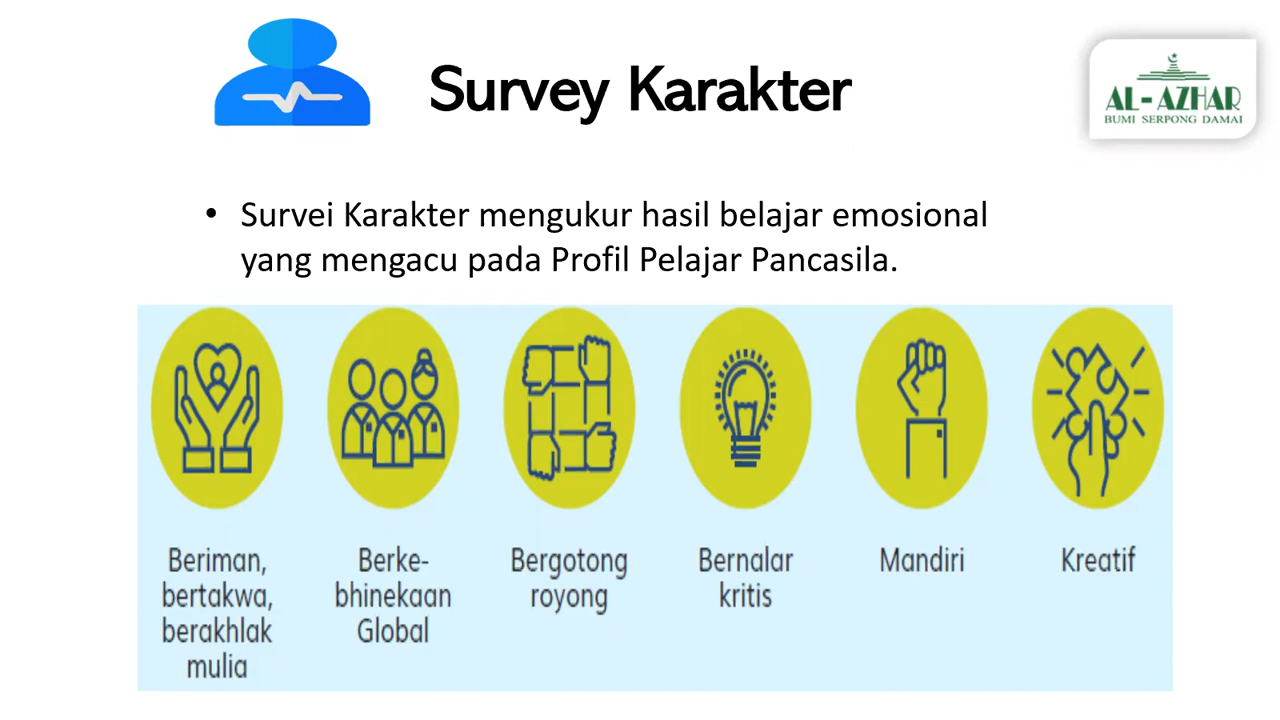 Survey Karakter
AL-AZHAR
BUMI SERPONG DAMAI
• Survei Karakter mengukur hasil belajar emosional
yang mengacu pada Profil Pelajar Pancasila.
Beriman,
bertakwa,
berakhlak
mulia
Berke-
bhinekaan
Global
Bergotong
royong
Bernalar
kritis
Mandiri
Kreatif